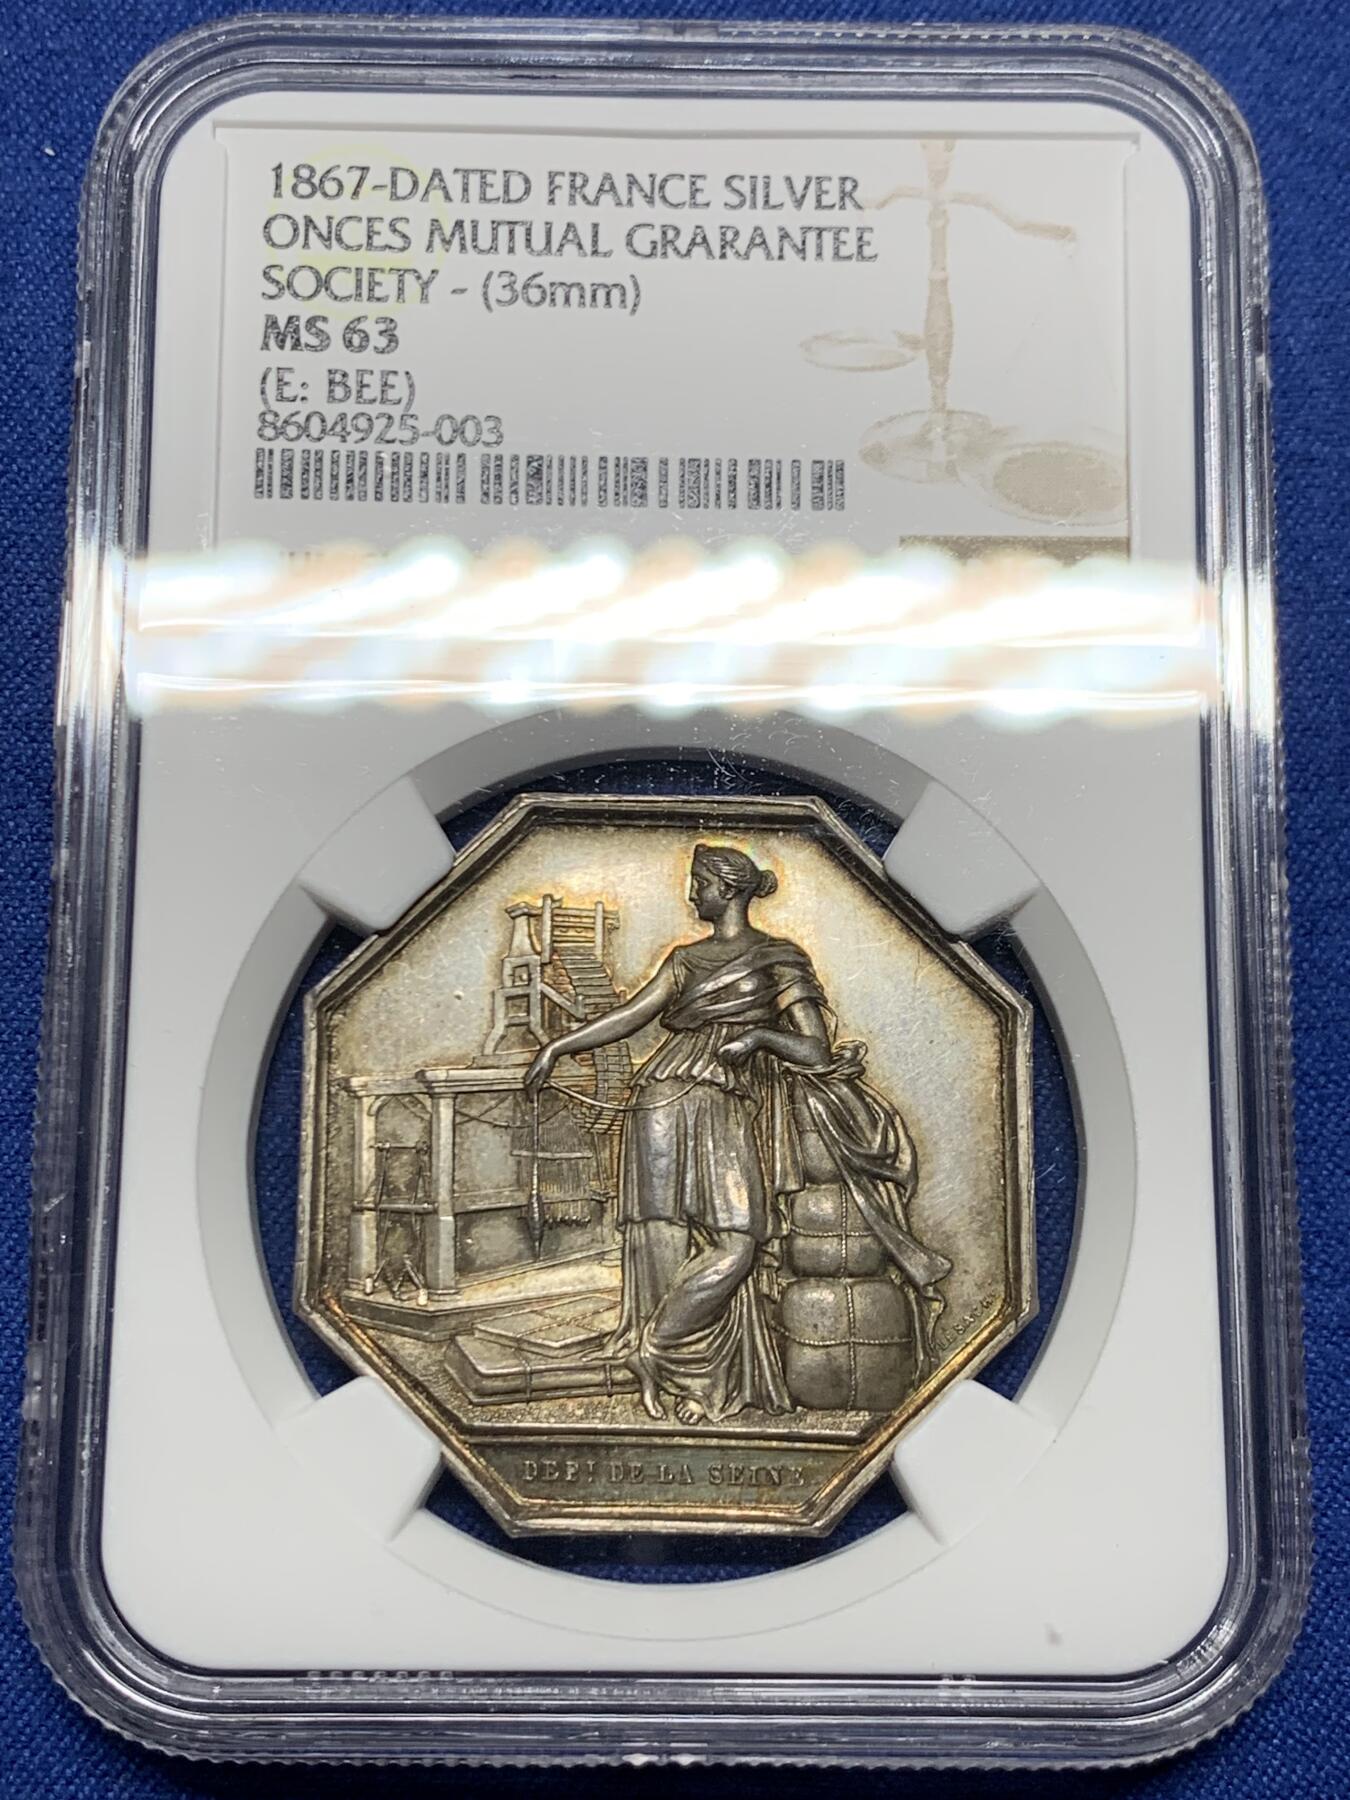 1867-DATED FRANCE SILVER
ONCES MUTUAL GRARANTEE
SOCIETY - (36mm)
MS 63
(E: BEE)
8604925-003
DEPT DE LA SEINE